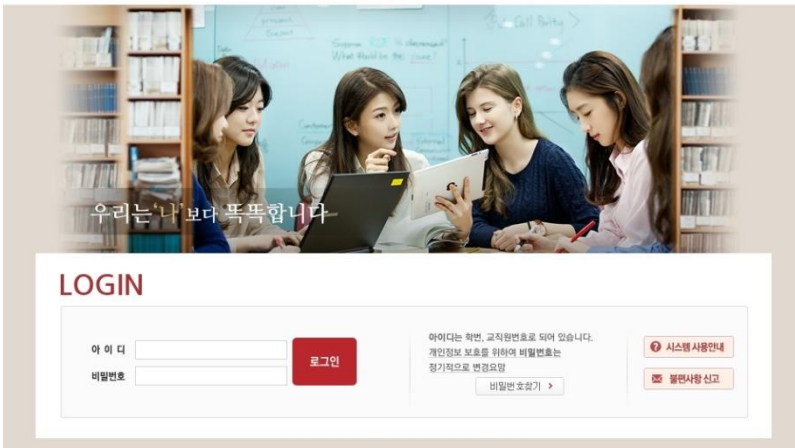 우리는 '나'보다 똑똑합니다
LOGIN
아 이 디
비밀번호
로그인
아이디는 학번, 교직원번호로 되어 있습니다.
개인정보 보호를 위하여 비밀번호는
정기적으로 변경요망
비밀번호찾기 >
시스템 사용안내
불편사항 신고